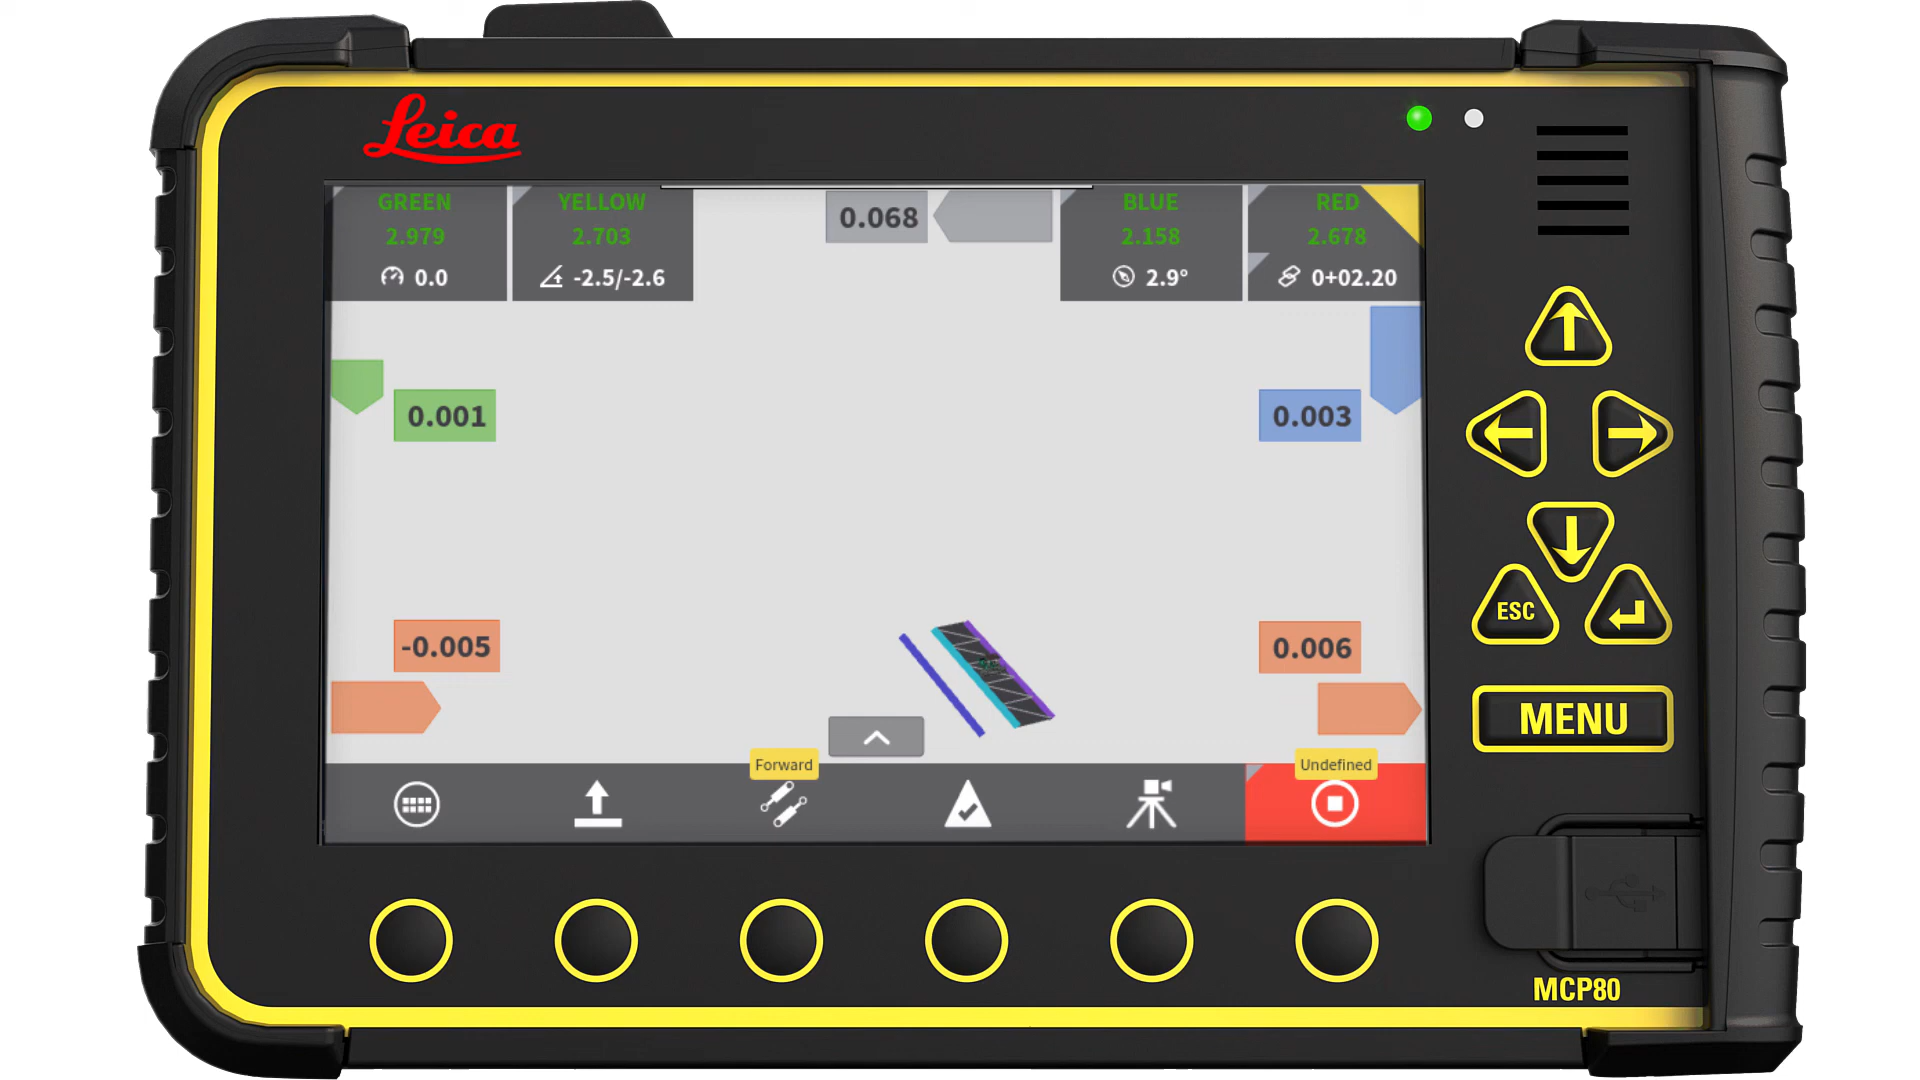 Leica
GREEN
2.979
0.0
YELLOW
2.703
-2.5/-2.6
0.068
BLUE
2.158
2.9°
RED
2.678
0+02.20
0.001
0.003
-0.005
0.006
Forward
Undefined
ESC
MENU
MCP80